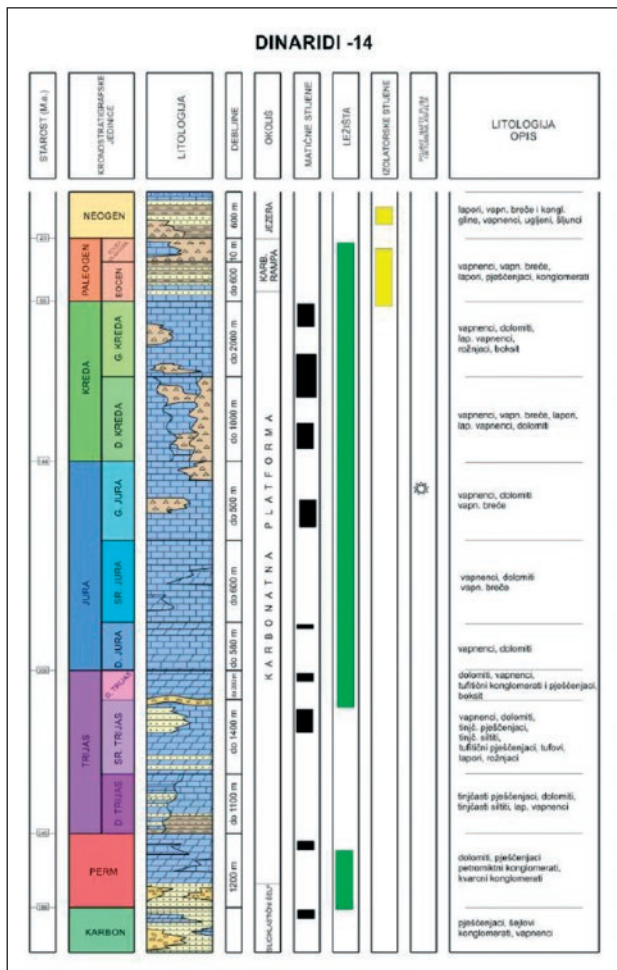 DINARIDI -14
STAROST (M.a.)
KRONOSTRATIGRAFSKE
JEDINICE
LITOLOGIJA
DEBLJINE
OKOLIŠ
MATIČNE STIJENE
LEŽIŠTA
IZOLATORSKE STIJENE
LITOLOGIJA
OPIS
NEOGEN
600 m
JEZERA
lapori, vapn. breče i kongl.
gline, vapnenci, ugljeni, šljunci
PALEOGEN
EOCEN
10 m
do 600
KARB.
RAMPA
vapnenci, vapn. breče,
lapori, pješčenjaci, konglomerati
KREDA
G. KREDA
do 2000 m
vapnenci, dolomiti,
lap. vapnenci,
rožnjaci, boksit
D. KREDA
do 1000 m
vapnenci, vapn. breče, lapori,
lap. vapnenci, dolomiti
KARBONATNA PLATFORMA
JURA
G. JURA
do 500 m
vapnenci, dolomiti
vapn. breče
SR. JURA
do 600 m
vapnenci, dolomiti
vapn. breče
D. JURA
do 580 m
vapnenci, dolomiti
TRIJAS
G. TRIJAS
dolomiti, vapnenci,
tufitični konglomerati i pješčenjaci,
boksit
SR. TRIJAS
do 1400 m
vapnenci, dolomiti,
tinjč. pješčenjaci,
tinjč. siltiti,
tufitični pješčenjaci, tufovi,
lapori, rožnjaci
D. TRIJAS
do 1100 m
tinjčasti pješčenjaci, dolomiti,
tinjčasti siltiti, lap. vapnenci
PERM
1200 m
dolomiti, pješčenjaci
petromiktni konglomerati,
kvarcni konglomerati
KARBON
pješčenjaci, šejlovi
konglomerati, vapnenci